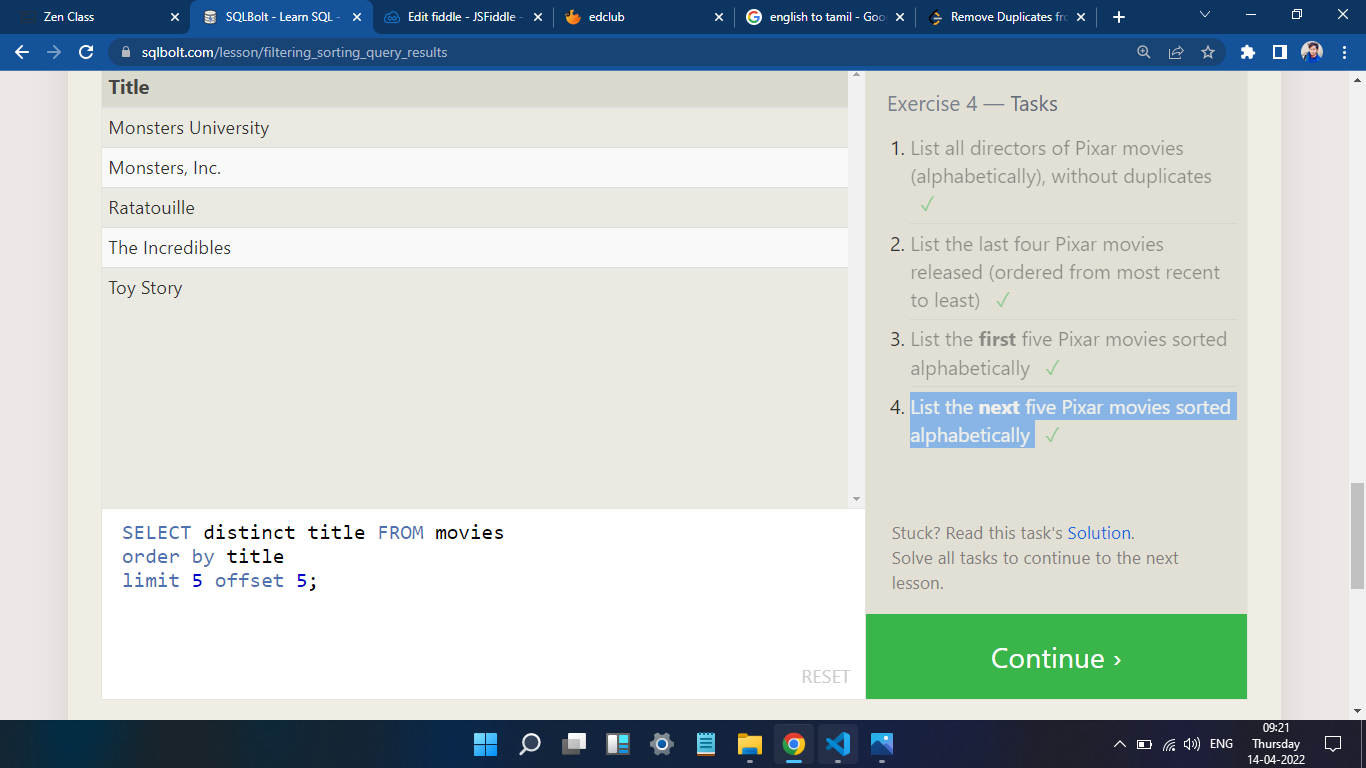 Zen Class
SQLBolt - Learn SQL -
Edit fiddle - JSFiddle -
edclub
english to tamil - Goo
Remove Duplicates fro
sqlbolt.com/lesson/filtering_sorting_query_results
Title
Monsters University
Monsters, Inc.
Ratatouille
The Incredibles
Toy Story
SELECT distinct title FROM movies
order by title
limit 5 offset 5;
RESET
Exercise 4 — Tasks
1. List all directors of Pixar movies
(alphabetically), without duplicates
✓
2. List the last four Pixar movies
released (ordered from most recent
to least) ✓
3. List the first five Pixar movies sorted
alphabetically ✓
4. List the next five Pixar movies sorted
alphabetically ✓
Stuck? Read this task's Solution.
Solve all tasks to continue to the next
lesson.
Continue ›
ENG
09:21
Thursday
14-04-2022